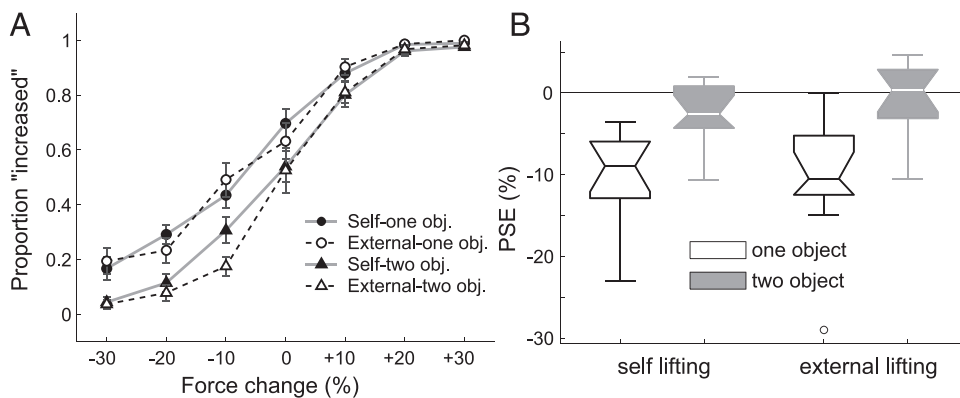 A
Proportion "increased"
1
0.8
0.6
0.4
0.2
0
-30
-20
-10
0
+10
+20
+30
Force change (%)
Self-one obj.
External-one obj.
Self-two obj.
External-two obj.
B
PSE (%)
0
-10
-20
-30
one object
two object
self lifting
external lifting